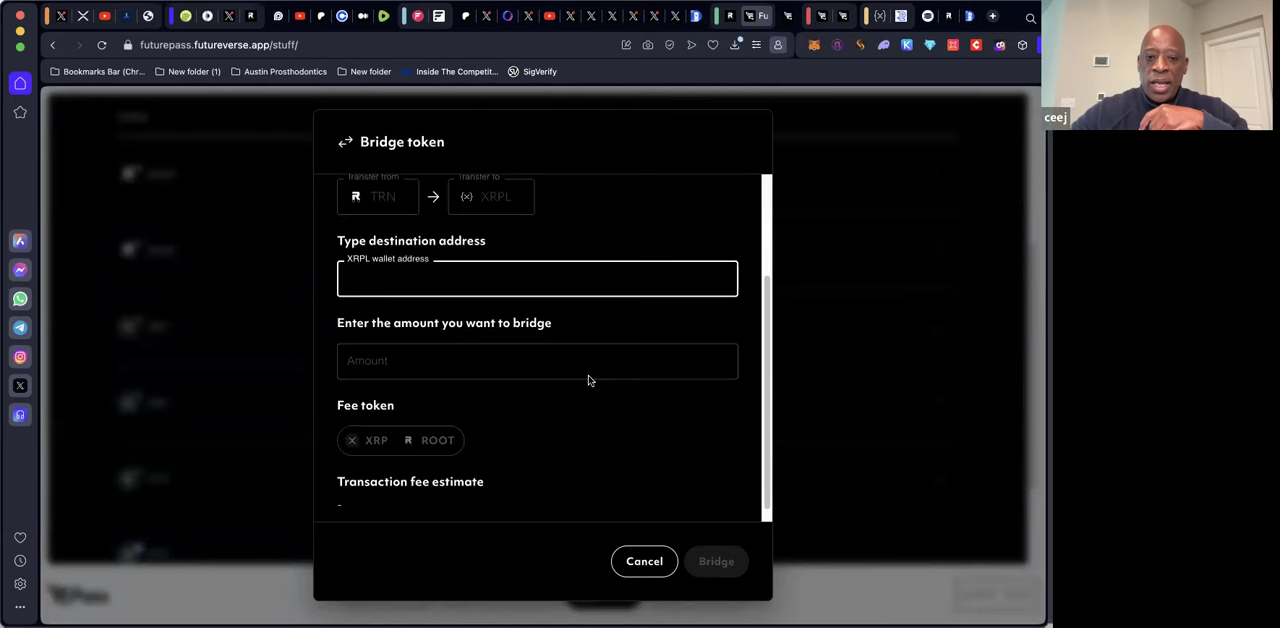 futurepass.futureverse.app/stuff/
Fu
Bookmarks Bar (Chr...
New folder (1)
Austin Prosthodontics
New folder
Inside The Competit...
SigVerify
ceej
Bridge token
Transfer from
Transfer to
TRN
XRPL
Type destination address
XRPL wallet address
Enter the amount you want to bridge
Amount
Fee token
XRP
ROOT
Transaction fee estimate
-
Cancel
Bridge